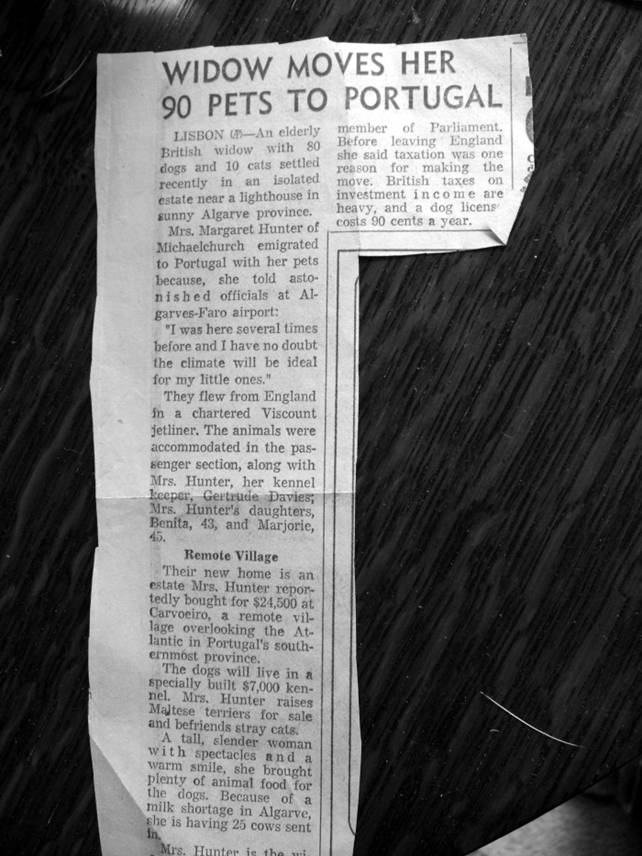 WIDOW MOVES HER
90 PETS TO PORTUGAL
LISBON (AP)—An elderly
British widow with 80
dogs and 10 cats settled
recently in an isolated
estate near a lighthouse in
sunny Algarve province.
Mrs. Margaret Hunter of
Michaelchurch emigrated
to Portugal with her pets
because, she told asto-
nished officials at Al-
garves-Faro airport:
"I was here several times
before and I have no doubt
the climate will be ideal
for my little ones."
They flew from England
in a chartered Viscount
jetliner. The animals were
accommodated in the pas-
senger section, along with
Mrs. Hunter, her kennel
keeper, Gertrude Davies;
Mrs. Hunter's daughters,
Benita, 43, and Marjorie,
45.
Remote Village
Their new home is an
estate Mrs. Hunter repor-
tedly bought for $24,500 at
Carvoeiro, a remote vil-
lage overlooking the At-
lantic in Portugal's south-
ernmost province.
The dogs will live in a
specially built $7,000 ken-
nel. Mrs. Hunter raises
Maltese terriers for sale
and befriends stray cats.
A tall, slender woman
with spectacles and a
warm smile, she brought
plenty of animal food for
the dogs. Because of a
milk shortage in Algarve,
she is having 25 cows sent
in.
Mrs. Hunter is the wi-
member of Parliament.
Before leaving England
she said taxation was one
reason for making the
move. British taxes on
investment income are
heavy, and a dog licens
costs 90 cents a year.